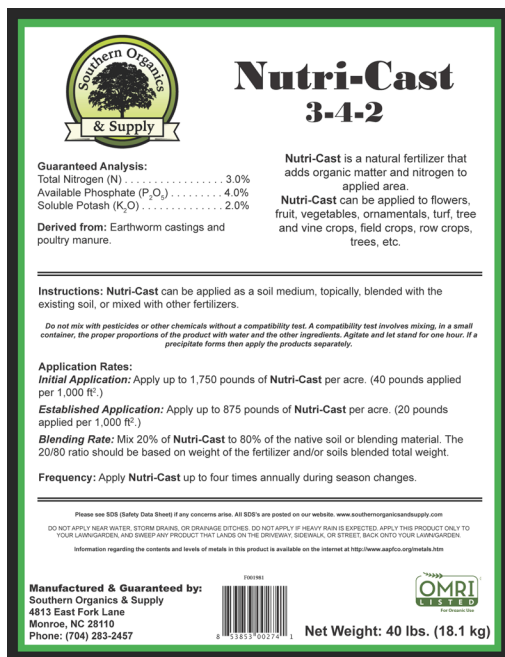 Southern Organics
& Supply
Nutri-Cast
3-4-2
Guaranteed Analysis:
Total Nitrogen (N) . . . . . . . . . . . . . . . . . 3.0%
Available Phosphate (P2O5) . . . . . . . . . 4.0%
Soluble Potash (K2O) . . . . . . . . . . . . . . 2.0%
Derived from: Earthworm castings and
poultry manure.
Nutri-Cast is a natural fertilizer that
adds organic matter and nitrogen to
applied area.
Nutri-Cast can be applied to flowers,
fruit, vegetables, ornamentals, turf, tree
and vine crops, field crops, row crops,
trees, etc.
Instructions: Nutri-Cast can be applied as a soil medium, topically, blended with the
existing soil, or mixed with other fertilizers.
Do not mix with pesticides or other chemicals without a compatibility test. A compatibility test involves mixing, in a small
container, the proper proportions of the product with water and the other ingredients. Agitate and let stand for one hour. If a
precipitate forms then apply the products separately.
Application Rates:
Initial Application: Apply up to 1,750 pounds of Nutri-Cast per acre. (40 pounds applied
per 1,000 ft².)
Established Application: Apply up to 875 pounds of Nutri-Cast per acre. (20 pounds
applied per 1,000 ft².)
Blending Rate: Mix 20% of Nutri-Cast to 80% of the native soil or blending material. The
20/80 ratio should be based on weight of the fertilizer and/or soils blended total weight.
Frequency: Apply Nutri-Cast up to four times annually during season changes.
Please see SDS (Safety Data Sheet) if any concerns arise. All SDS's are posted on our website. www.southernorganicsandsupply.com
DO NOT APPLY NEAR WATER, STORM DRAINS, OR DRAINAGE DITCHES. DO NOT APPLY IF HEAVY RAIN IS EXPECTED. APPLY THIS PRODUCT ONLY TO
YOUR LAWN/GARDEN, AND SWEEP ANY PRODUCT THAT LANDS ON THE DRIVEWAY, SIDEWALK, OR STREET, BACK ONTO YOUR LAWN/GARDEN.
Information regarding the contents and levels of metals in this product is available on the internet at http://www.aapfco.org/metals.htm
Manufactured & Guaranteed by:
Southern Organics & Supply
4813 East Fork Lane
Monroe, NC 28110
Phone: (704) 283-2457
F001981
8 53853 00274 1
OMRI
LISTED
For Organic Use
Net Weight: 40 lbs. (18.1 kg)